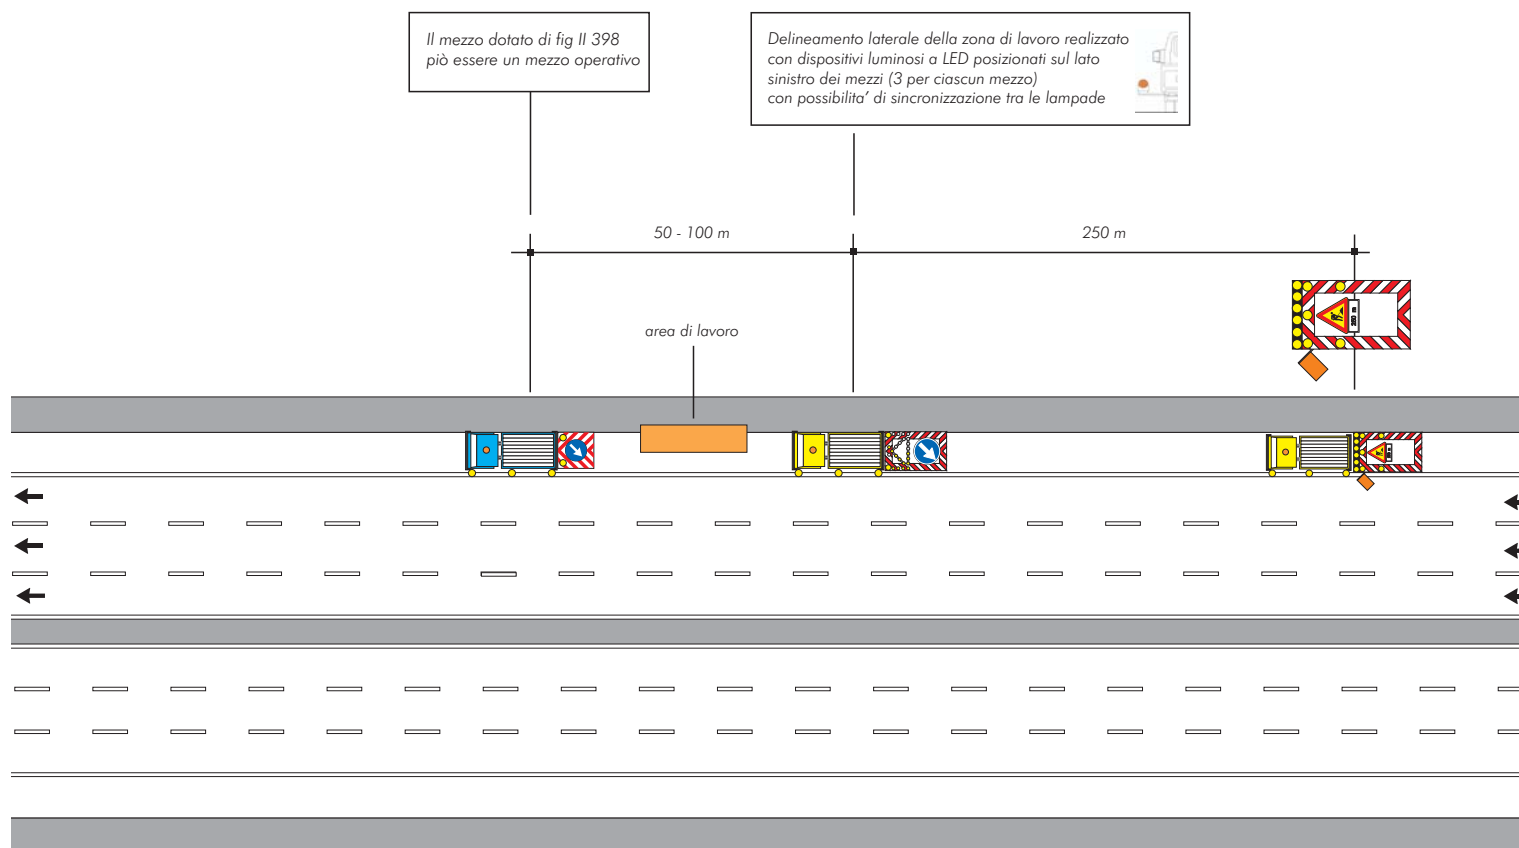 Il mezzo dotato di fig II 398
piò essere un mezzo operativo
Delineamento laterale della zona di lavoro realizzato
con dispositivi luminosi a LED posizionati sul lato
sinistro dei mezzi (3 per ciascun mezzo)
con possibilita' di sincronizzazione tra le lampade
50 - 100 m
250 m
250 m
area di lavoro